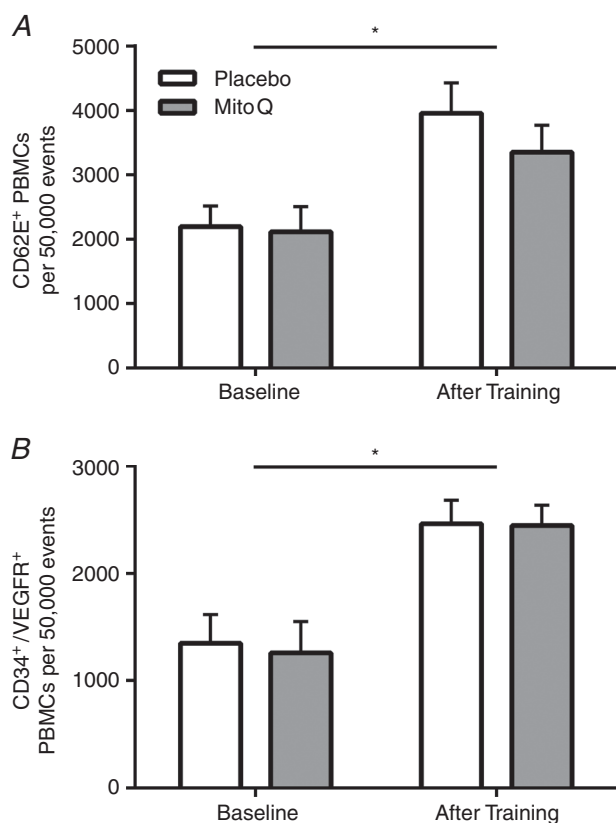 A
*
5000
4000
3000
2000
1000
0
CD62E⁺ PBMCs
per 50,000 events
Placebo
MitoQ
Baseline
After Training
B
*
3000
2000
1000
0
CD34⁺/VEGFR⁺
PBMCs per 50,000 events
Baseline
After Training